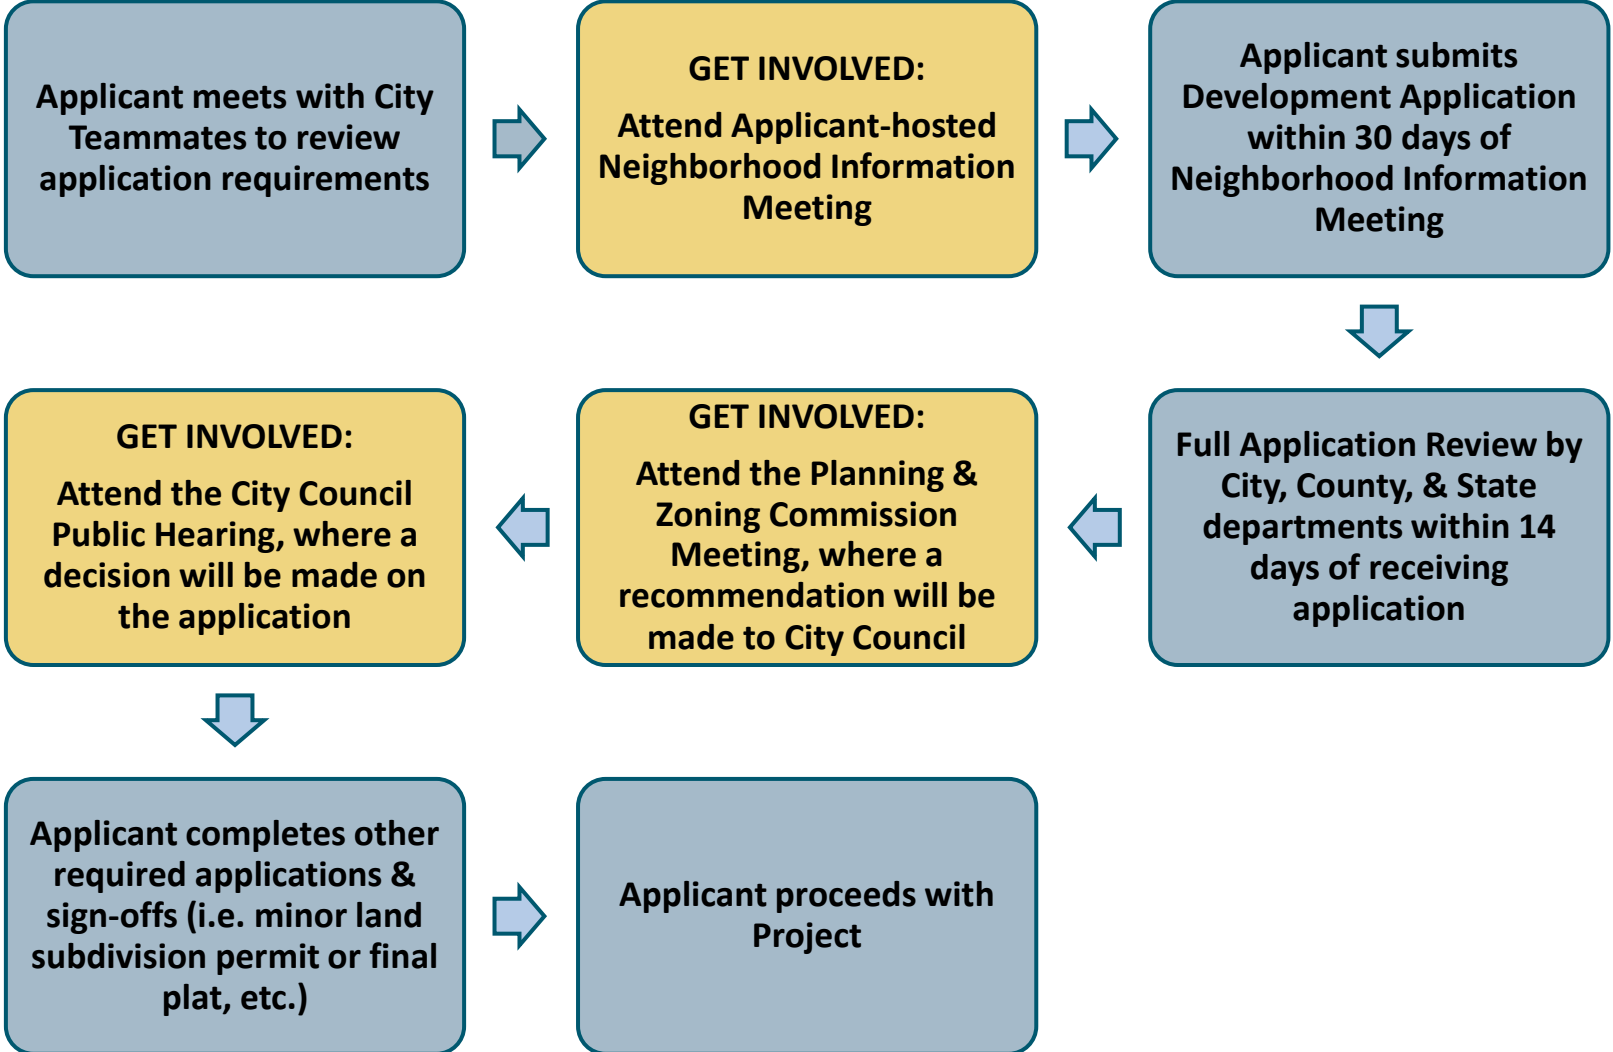 Applicant meets with City
Teammates to review
application requirements
GET INVOLVED:
Attend Applicant-hosted
Neighborhood Information
Meeting
Applicant submits
Development Application
within 30 days of
Neighborhood Information
Meeting
Full Application Review by
City, County, & State
departments within 14
days of receiving
application
GET INVOLVED:
Attend the Planning &
Zoning Commission
Meeting, where a
recommendation will be
made to City Council
GET INVOLVED:
Attend the City Council
Public Hearing, where a
decision will be made on
the application
Applicant completes other
required applications &
sign-offs (i.e. minor land
subdivision permit or final
plat, etc.)
Applicant proceeds with
Project